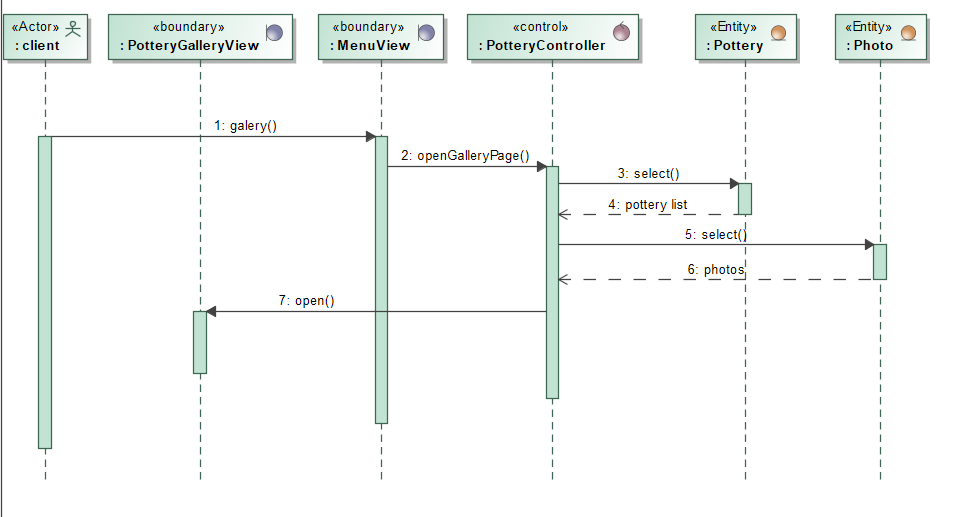 «Actor»
: client
«boundary»
: PotteryGalleryView
«boundary»
: MenuView
«control»
: PotteryController
«Entity»
: Pottery
«Entity»
: Photo
1: galery()
2: openGalleryPage()
3: select()
4: pottery list
5: select()
6: photos
7: open()